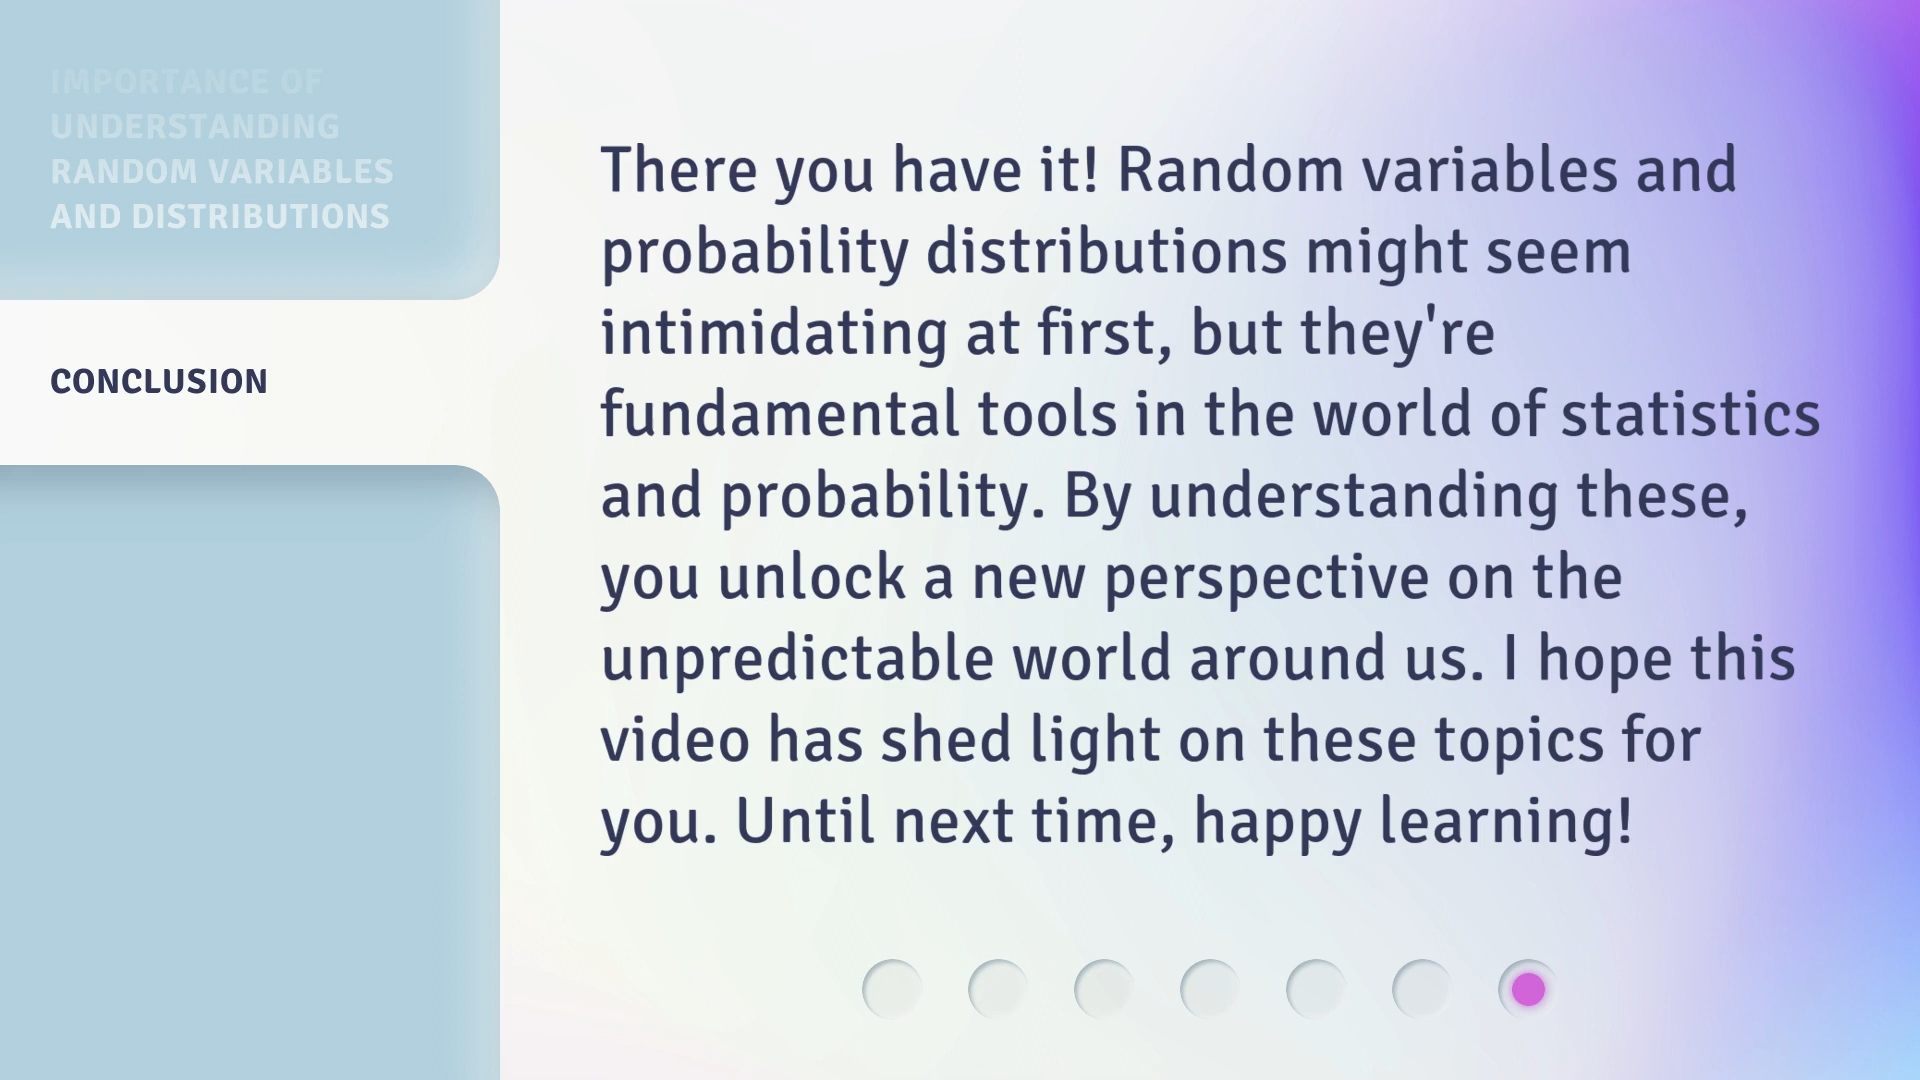 IMPORTANCE OF
UNDERSTANDING
RANDOM VARIABLES
AND DISTRIBUTIONS
CONCLUSION
There you have it! Random variables and
probability distributions might seem
intimidating at first, but they're
fundamental tools in the world of statistics
and probability. By understanding these,
you unlock a new perspective on the
unpredictable world around us. I hope this
video has shed light on these topics for
you. Until next time, happy learning!